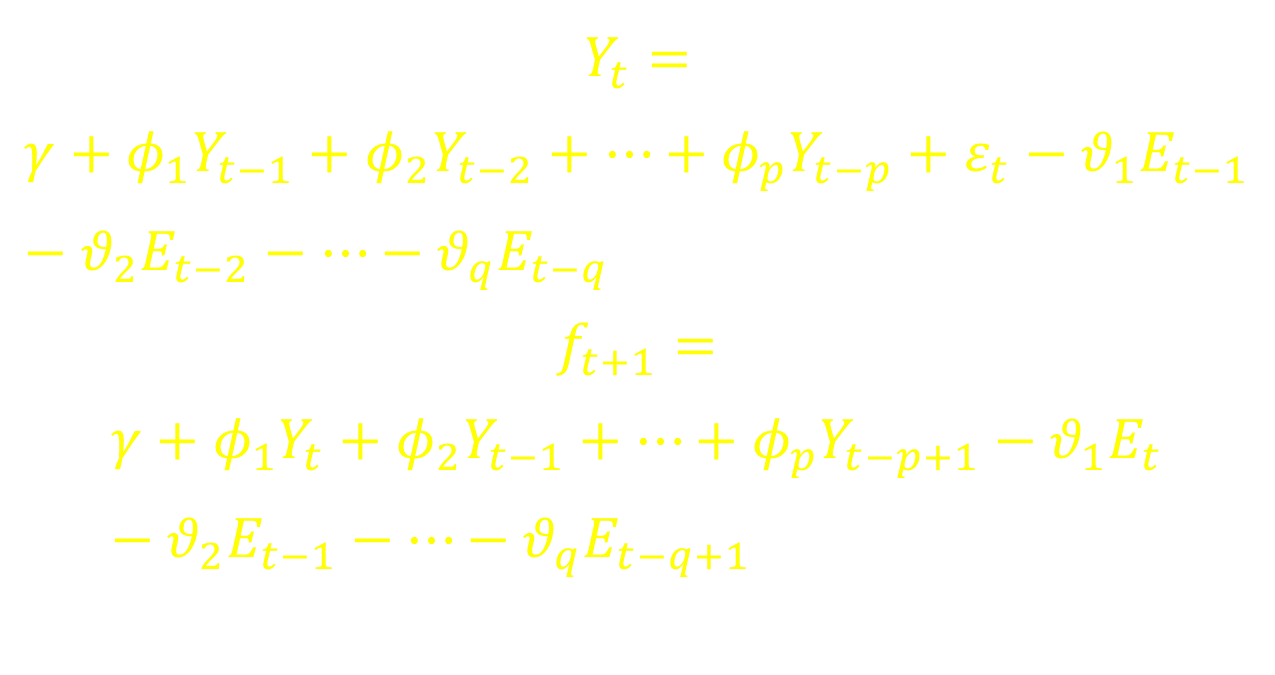 Y_t =
γ + ϕ_1Y_{t−1} + ϕ_2Y_{t−2} + ⋯ + ϕ_pY_{t−p} + ε_t − ϑ_1E_{t−1}
− ϑ_2E_{t−2} − ⋯ − ϑ_qE_{t−q}
f_{t+1} =
γ + ϕ_1Y_t + ϕ_2Y_{t−1} + ⋯ + ϕ_pY_{t−p+1} − ϑ_1E_t
− ϑ_2E_{t−1} − ⋯ − ϑ_qE_{t−q+1}